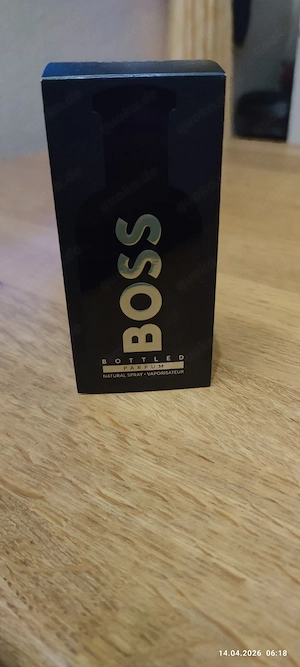 BOSS
BOTTLED
PARFUM
NATURAL SPRAY • VAPORISATEUR
14.04.2026 06:18